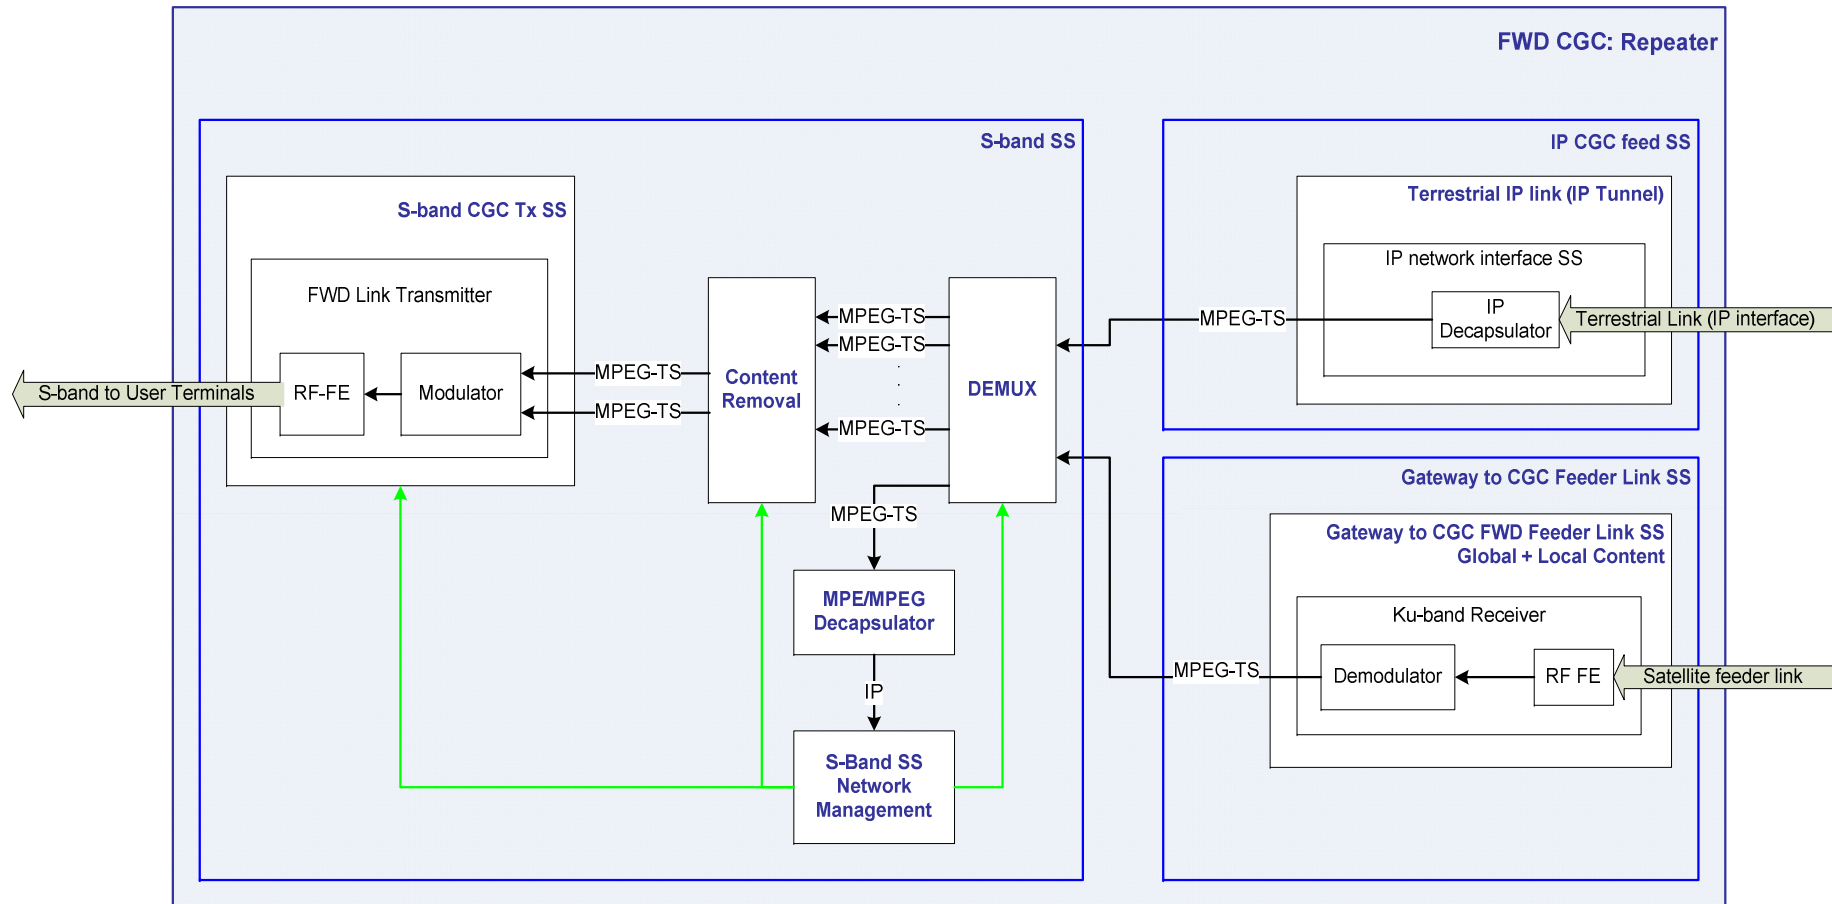 FWD CGC: Repeater
S-band SS
IP CGC feed SS
S-band CGC Tx SS
Terrestrial IP link (IP Tunnel)
FWD Link Transmitter
IP network interface SS
IP
Decapsulator
Terrestrial Link (IP interface)
MPEG-TS
MPEG-TS
MPEG-TS
MPEG-TS
MPEG-TS
MPEG-TS
S-band to User Terminals
RF-FE
Modulator
Content
Removal
DEMUX
MPEG-TS
Gateway to CGC Feeder Link SS
Gateway to CGC FWD Feeder Link SS
Global + Local Content
Ku-band Receiver
Demodulator
RF FE
Satellite feeder link
MPEG-TS
MPE/MPEG
Decapsulator
IP
S-Band SS
Network
Management